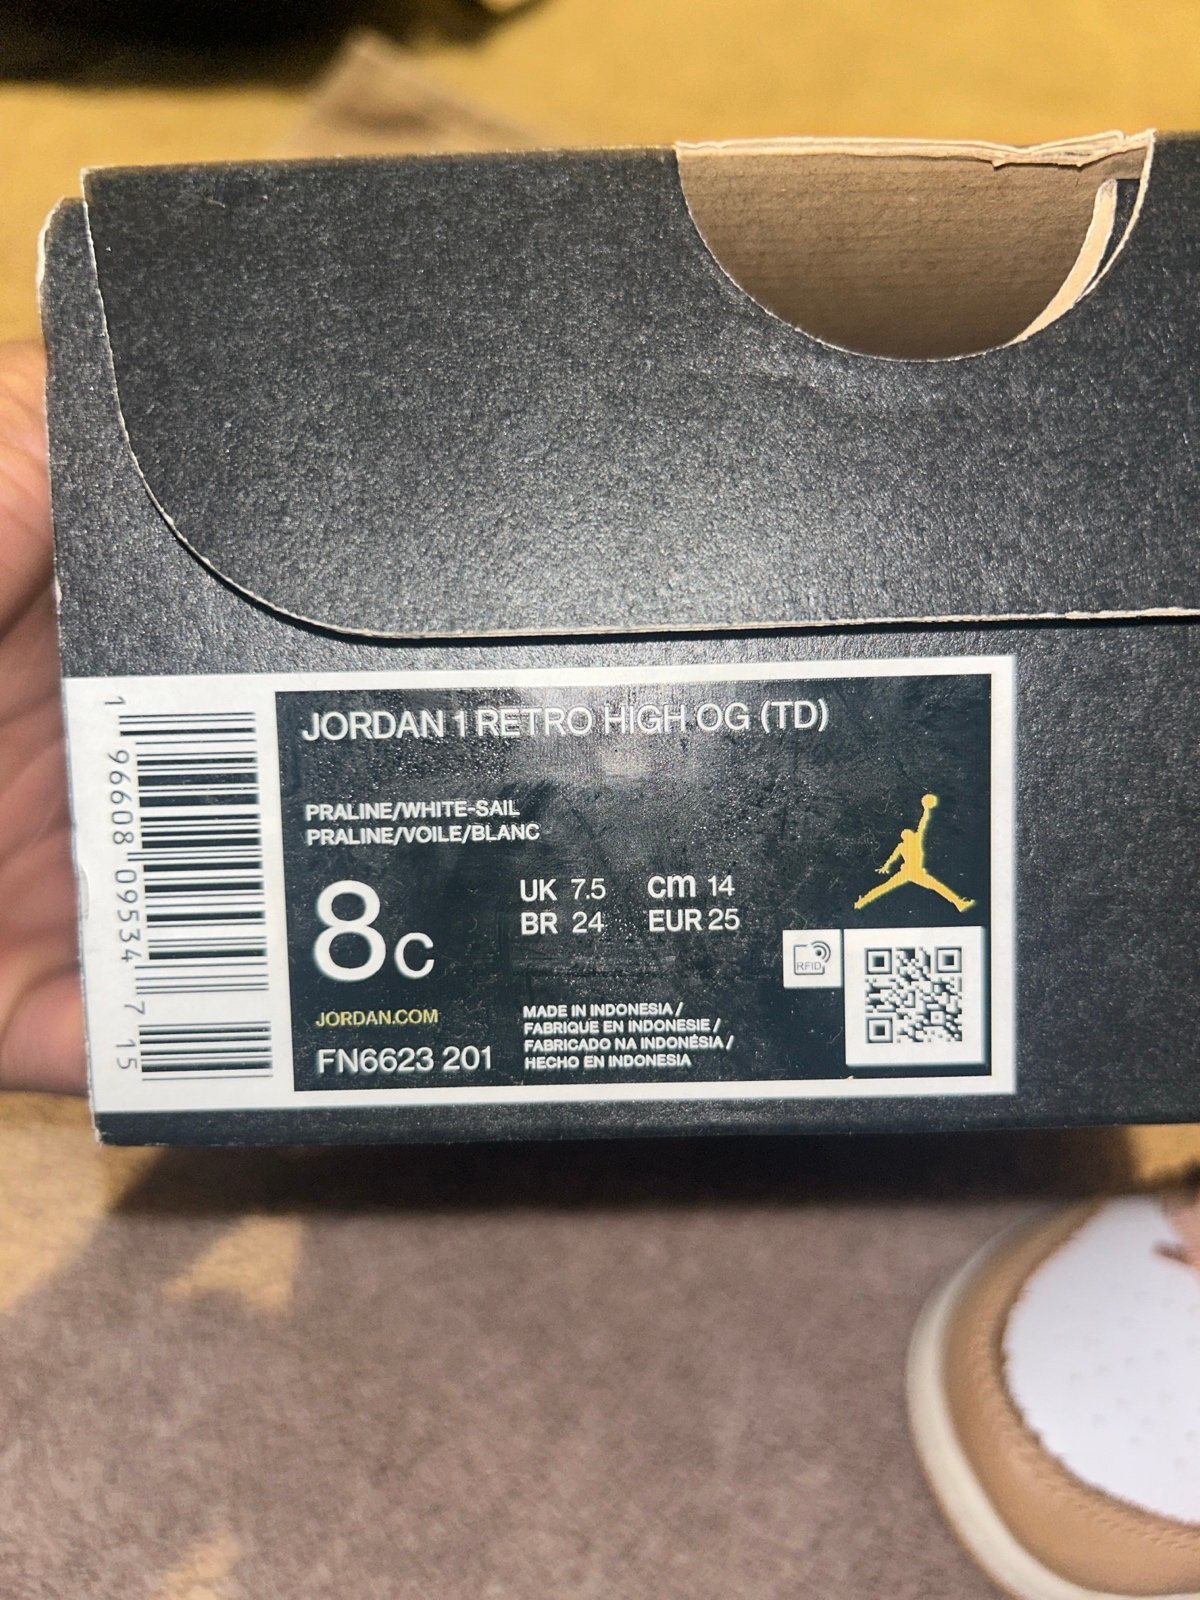 JORDAN 1 RETRO HIGH OG (TD)
PRALINE/WHITE-SAIL
PRALINE/VOILE/BLANC
8c
UK 7.5 cm 14
BR 24 EUR 25
RFID
JORDAN.COM
FN6623 201
MADE IN INDONESIA /
FABRIQUE EN INDONESIE /
FABRICADO NA INDONÉSIA /
HECHO EN INDONESIA
1 96608 09534 7 15